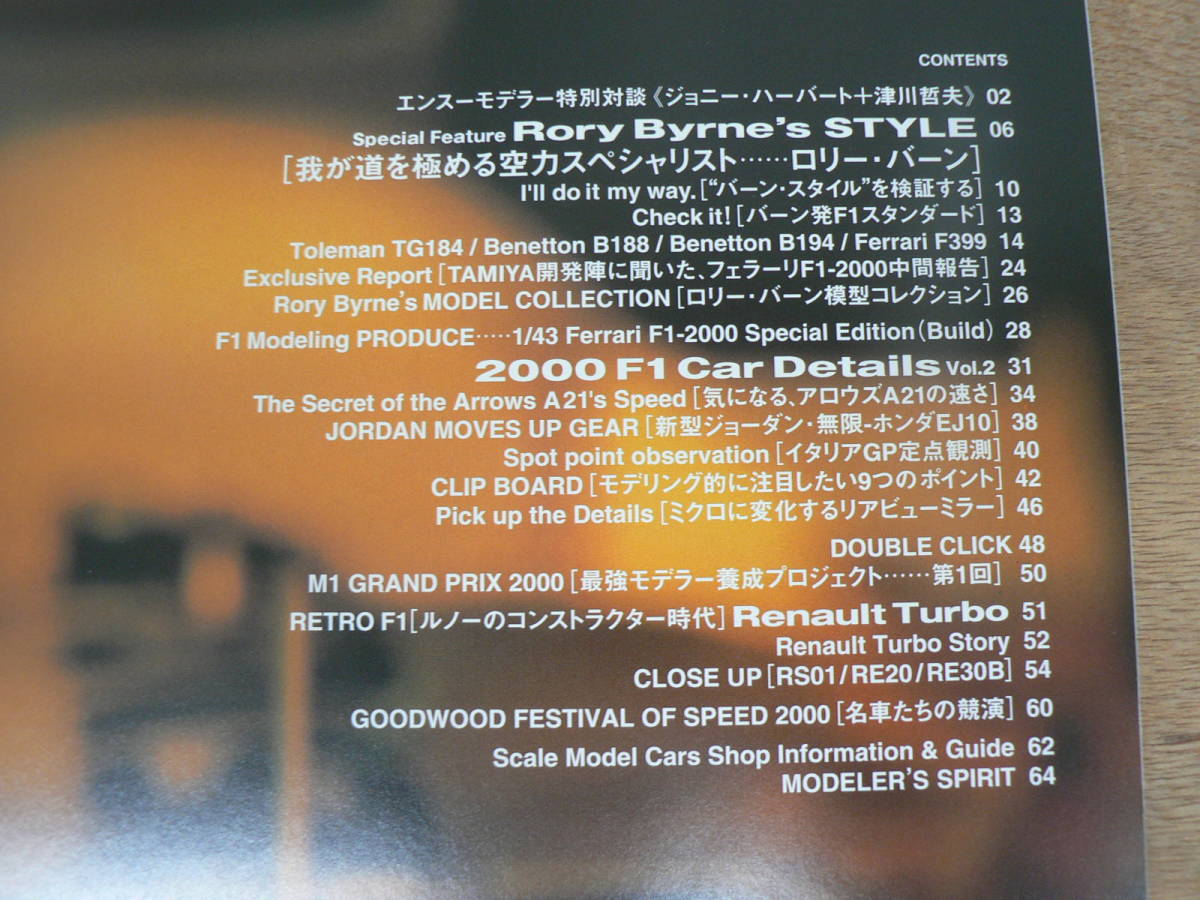 CONTENTS
エンスーモデラー特別対談《ジョニー・ハーバート+津川哲夫》 02
Special Feature Rory Byrne's STYLE 06
[我が道を極める空力スペシャリスト……ロリー・バーン]
I'll do it my way.[“バーン・スタイル”を検証する] 10
Check it![バーン発F1スタンダード] 13
Toleman TG184 / Benetton B188 / Benetton B194 / Ferrari F399 14
Exclusive Report[TAMIYA開発陣に聞いた、フェラーリF1-2000中間報告] 24
Rory Byrne's MODEL COLLECTION[ロリー・バーン模型コレクション] 26
F1 Modeling PRODUCE……1/43 Ferrari F1-2000 Special Edition(Build) 28
2000 F1 Car Details Vol.2 31
The Secret of the Arrows A21's Speed[気になる、アロウズA21の速さ] 34
JORDAN MOVES UP GEAR[新型ジョーダン・無限-ホンダEJ10] 38
Spot point observation[イタリアGP定点観測] 40
CLIP BOARD[モデリング的に注目したい9つのポイント] 42
Pick up the Details[ミクロに変化するリアビューミラー] 46
DOUBLE CLICK 48
M1 GRAND PRIX 2000[最強モデラー養成プロジェクト……第1回] 50
RETRO F1[ルノーのコンストラクター時代]Renault Turbo 51
Renault Turbo Story 52
CLOSE UP[RS01/RE20/RE30B] 54
GOODWOOD FESTIVAL OF SPEED 2000[名車たちの競演] 60
Scale Model Cars Shop Information & Guide 62
MODELER'S SPIRIT 64